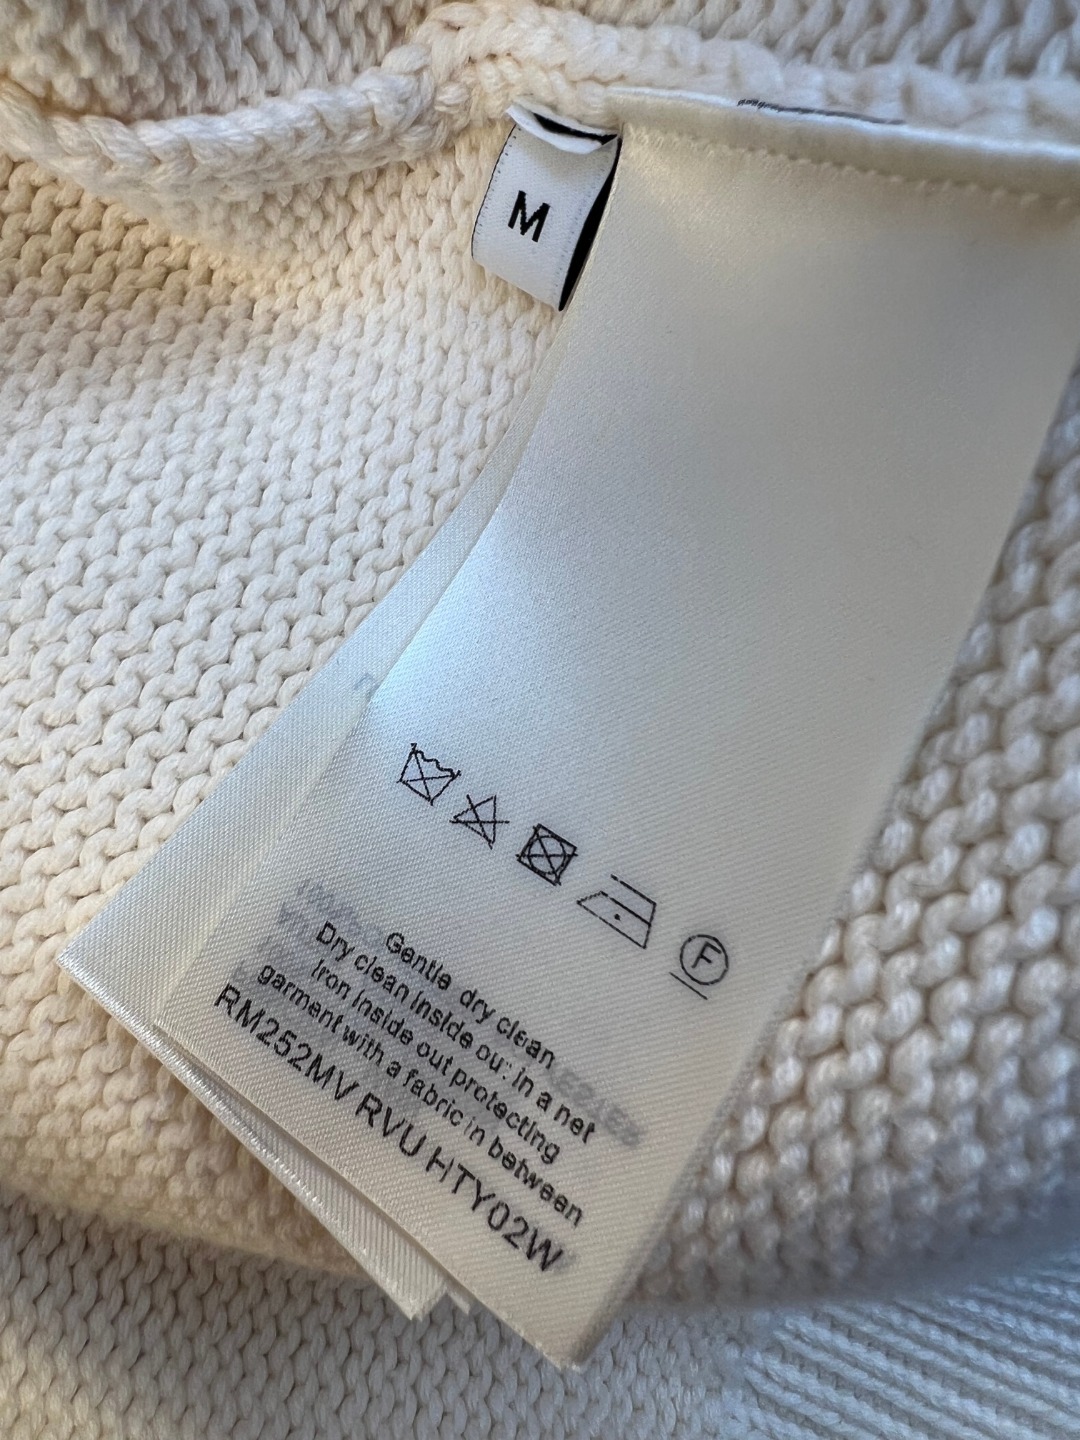 M
F
Gentle dry clean
Dry clean inside out in a net
Iron inside out protecting
garment with a fabric in between
RM252MV RVU HTY02W